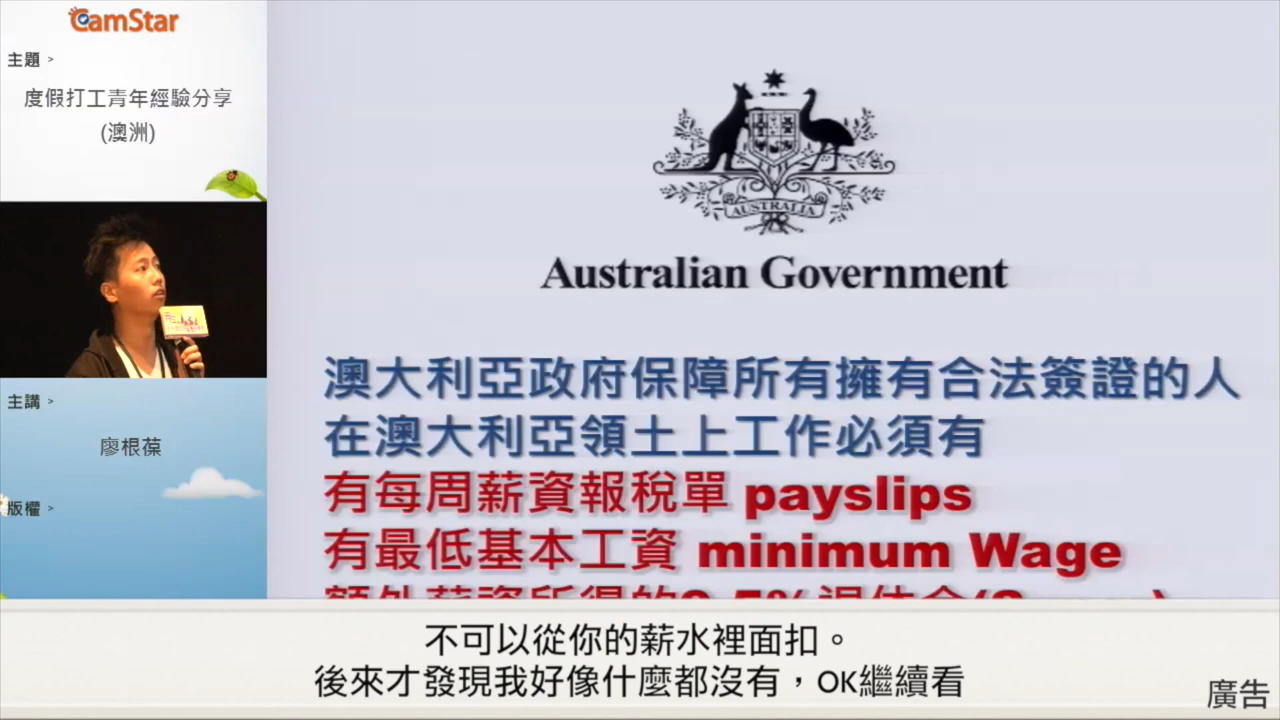 CamStar
主題 >
度假打工青年經驗分享
(澳洲)
主講 >
廖根葆
版權 >
AUSTRALIA
Australian Government
澳大利亞政府保障所有擁有合法簽證的人
在澳大利亞領土上工作必須有
有每周薪資報稅單 payslips
有最低基本工資 minimum Wage
不可以從你的薪水裡面扣。
後來才發現我好像什麼都沒有，OK繼續看
廣告